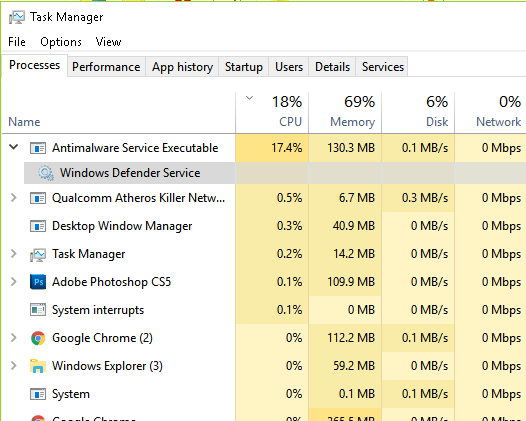 Task Manager
File Options View
Processes Performance App history Startup Users Details Services
18% 69% 6% 0%
Name CPU Memory Disk Network
Antimalware Service Executable 17.4% 130.3 MB 0.1 MB/s 0 Mbps
Windows Defender Service
Qualcomm Atheros Killer Netw... 0.5% 6.7 MB 0.3 MB/s 0 Mbps
Desktop Window Manager 0.3% 40.9 MB 0 MB/s 0 Mbps
Task Manager 0.2% 14.2 MB 0 MB/s 0 Mbps
Ps Adobe Photoshop CS5 0.1% 109.9 MB 0 MB/s 0 Mbps
System interrupts 0.1% 0 MB 0 MB/s 0 Mbps
Google Chrome (2) 0% 112.2 MB 0.1 MB/s 0 Mbps
Windows Explorer (3) 0% 59.2 MB 0 MB/s 0 Mbps
System 0% 0.1 MB 0.1 MB/s 0 Mbps
Google Chrome 0% 365.5 MB 0 MB/s 0 Mbps